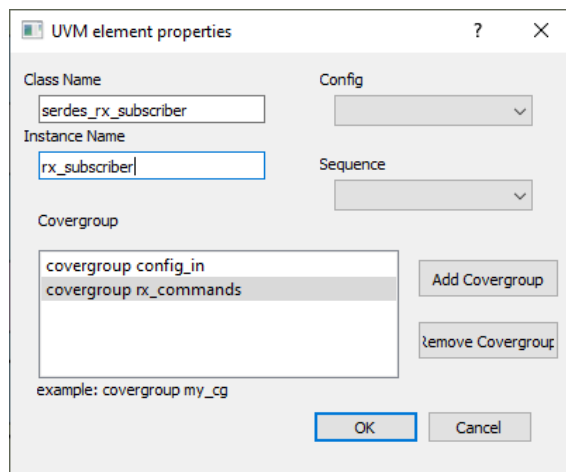 UVM element properties
?
Class Name
Config
serdes_rx_subscriber
Instance Name
rx_subscriber
Sequence
Covergroup
covergroup config_in
covergroup rx_commands
Add Covergroup
Remove Covergroup
example: covergroup my_cg
OK
Cancel